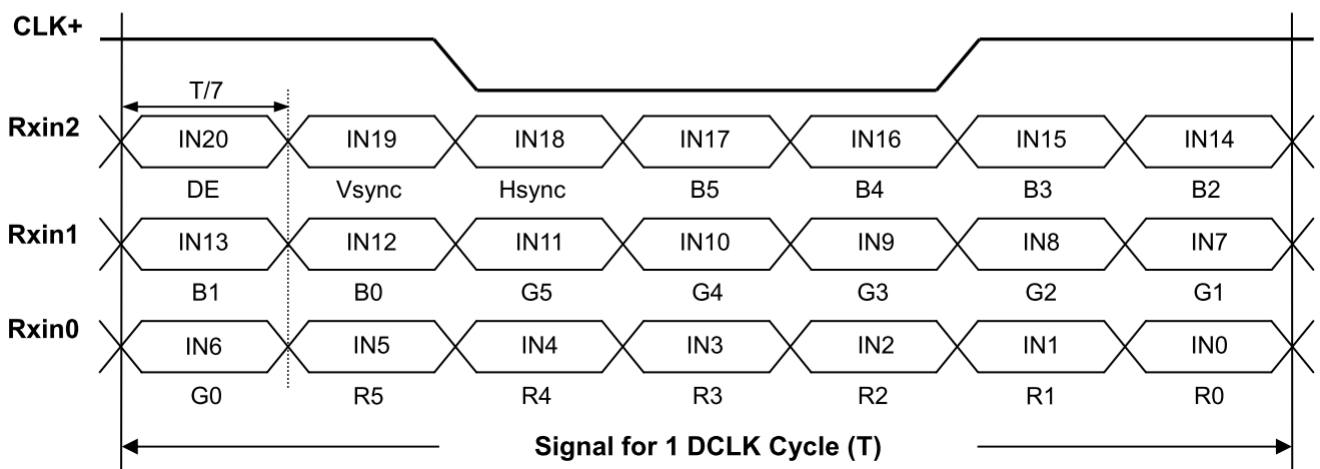 CLK+
T/7
Rxin2 IN20 IN19 IN18 IN17 IN16 IN15 IN14
DE Vsync Hsync B5 B4 B3 B2
Rxin1 IN13 IN12 IN11 IN10 IN9 IN8 IN7
B1 B0 G5 G4 G3 G2 G1
Rxin0 IN6 IN5 IN4 IN3 IN2 IN1 IN0
G0 R5 R4 R3 R2 R1 R0
Signal for 1 DCLK Cycle (T)